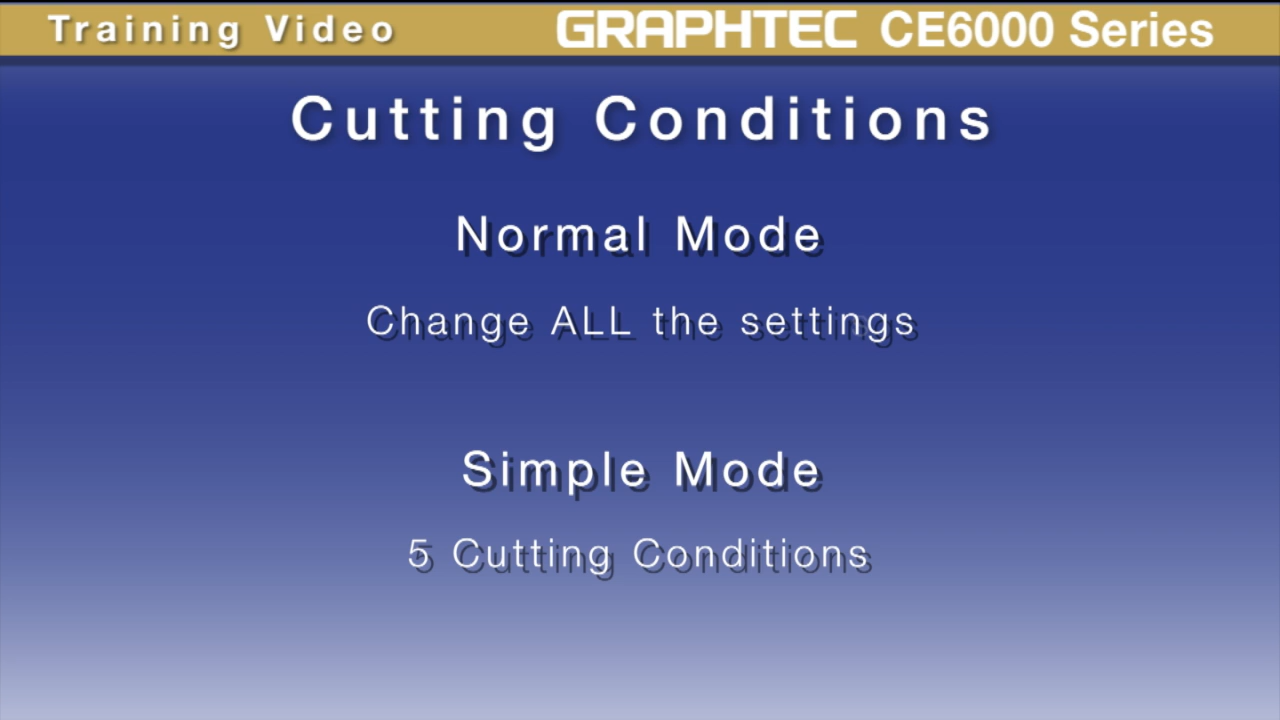 Training Video GRAPHTEC CE6000 Series
Cutting Conditions
Normal Mode
Change ALL the settings
Simple Mode
5 Cutting Conditions